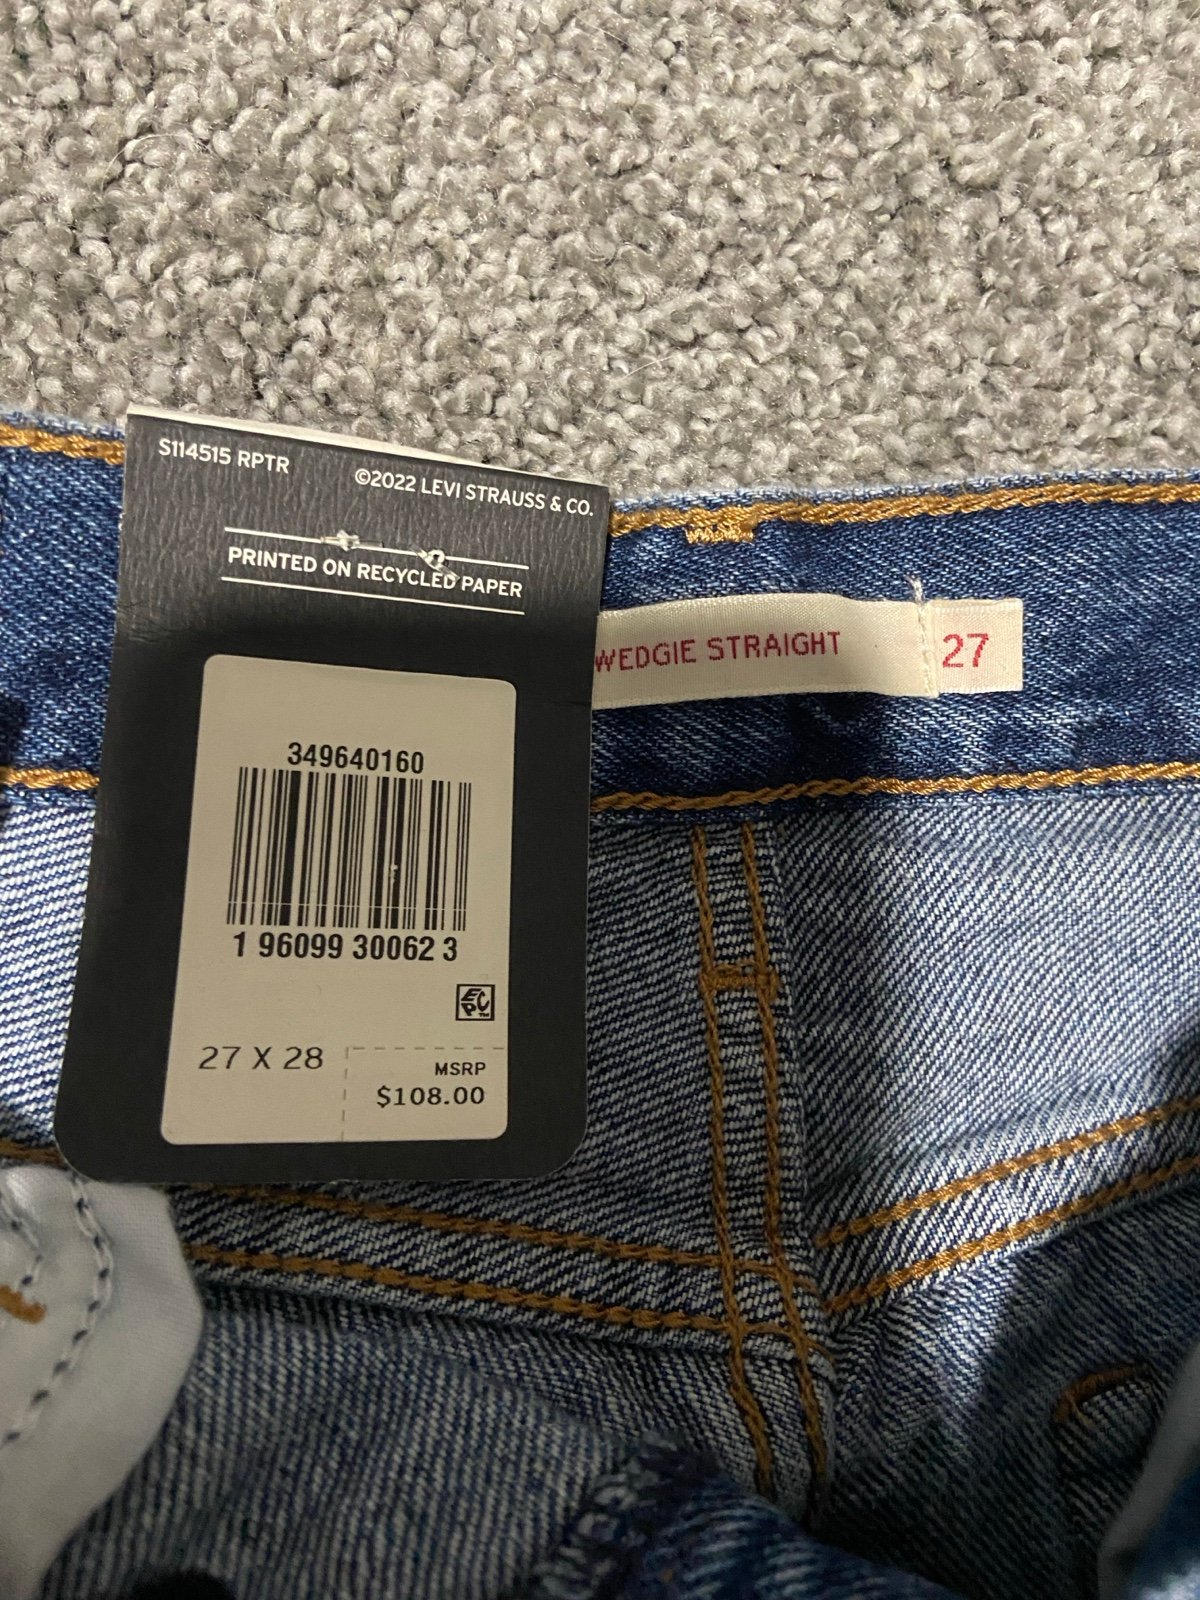 S114515 RPTR
©2022 LEVI STRAUSS & CO.
PRINTED ON RECYCLED PAPER
WEDGIE STRAIGHT
27
349640160
1 96099 30062 3
EPC™
27 X 28
MSRP
$108.00